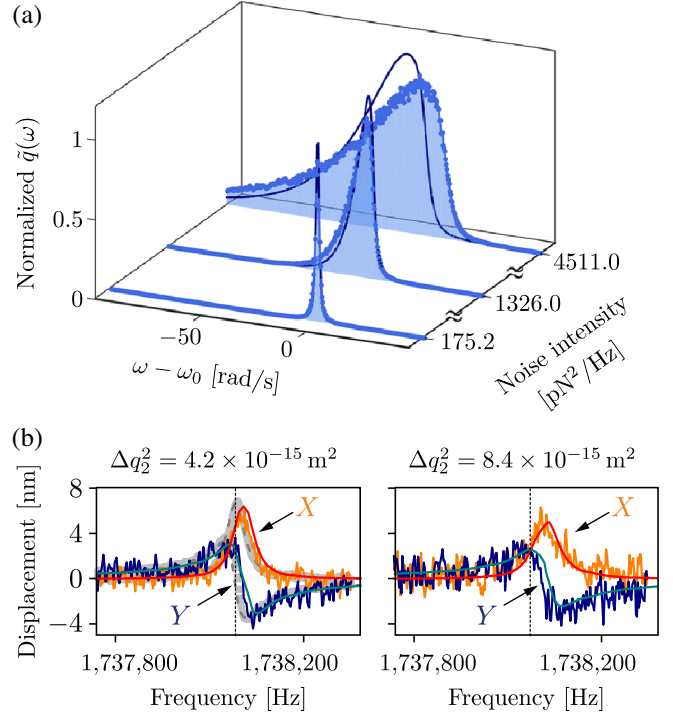 (a)
Normalized q̃(ω)
1
0.5
0
−50
0
ω − ω₀ [rad/s]
175.2
1326.0
4511.0
Noise intensity
[pN²/Hz]
(b)
Δq₂² = 4.2 × 10⁻¹⁵ m²
Δq₂² = 8.4 × 10⁻¹⁵ m²
Displacement [nm]
8
4
0
−4
X
Y
X
Y
1,737,800
1,738,200
1,737,800
1,738,200
Frequency [Hz]
Frequency [Hz]